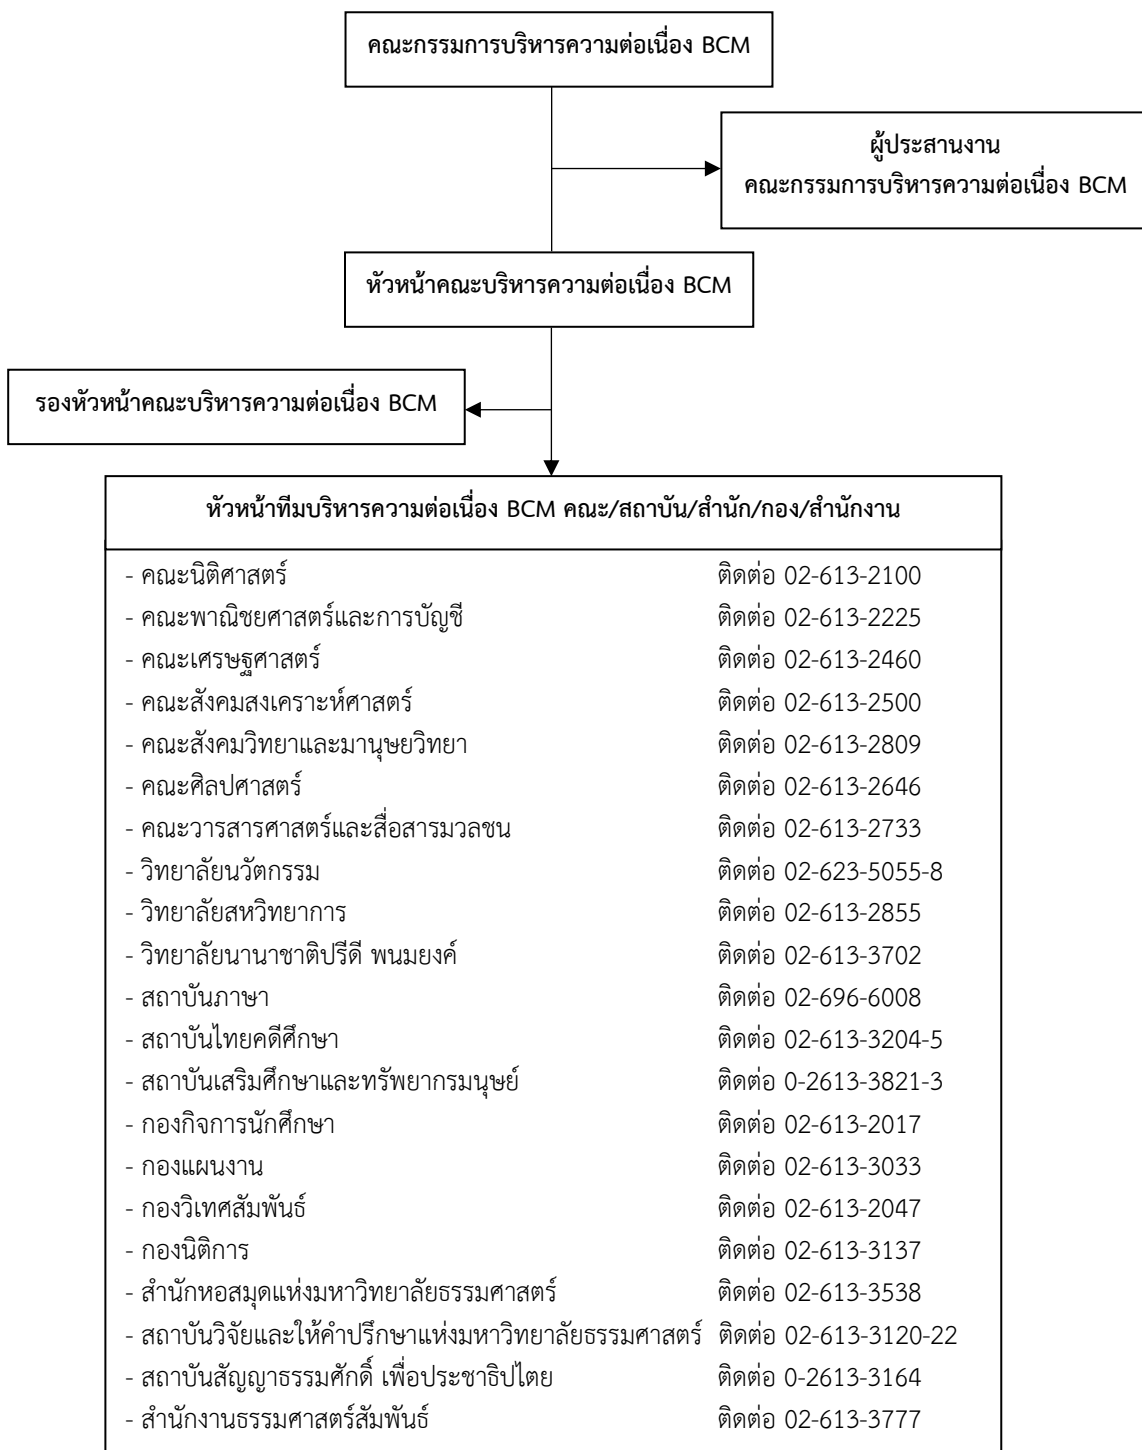 คณะกรรมการบริหารความต่อเนื่อง BCM
ผู้ประสานงาน
คณะกรรมการบริหารความต่อเนื่อง BCM
หัวหน้าคณะบริหารความต่อเนื่อง BCM
รองหัวหน้าคณะบริหารความต่อเนื่อง BCM
หัวหน้าทีมบริหารความต่อเนื่อง BCM คณะ/สถาบัน/สำนัก/กอง/สำนักงาน
- คณะนิติศาสตร์ ติดต่อ 02-613-2100
- คณะพาณิชยศาสตร์และการบัญชี ติดต่อ 02-613-2225
- คณะเศรษฐศาสตร์ ติดต่อ 02-613-2460
- คณะสังคมสงเคราะห์ศาสตร์ ติดต่อ 02-613-2500
- คณะสังคมวิทยาและมานุษยวิทยา ติดต่อ 02-613-2809
- คณะศิลปศาสตร์ ติดต่อ 02-613-2646
- คณะวารสารศาสตร์และสื่อสารมวลชน ติดต่อ 02-613-2733
- วิทยาลัยนวัตกรรม ติดต่อ 02-623-5055-8
- วิทยาลัยสหวิทยาการ ติดต่อ 02-613-2855
- วิทยาลัยนานาชาติปรีดี พนมยงค์ ติดต่อ 02-613-3702
- สถาบันภาษา ติดต่อ 02-696-6008
- สถาบันไทยคดีศึกษา ติดต่อ 02-613-3204-5
- สถาบันเสริมศึกษาและทรัพยากรมนุษย์ ติดต่อ 0-2613-3821-3
- กองกิจการนักศึกษา ติดต่อ 02-613-2017
- กองแผนงาน ติดต่อ 02-613-3033
- กองวิเทศสัมพันธ์ ติดต่อ 02-613-2047
- กองนิติการ ติดต่อ 02-613-3137
- สำนักหอสมุดแห่งมหาวิทยาลัยธรรมศาสตร์ ติดต่อ 02-613-3538
- สถาบันวิจัยและให้คำปรึกษาแห่งมหาวิทยาลัยธรรมศาสตร์ ติดต่อ 02-613-3120-22
- สถาบันสัญญาธรรมศักดิ์ เพื่อประชาธิปไตย ติดต่อ 0-2613-3164
- สำนักงานธรรมศาสตร์สัมพันธ์ ติดต่อ 02-613-3777